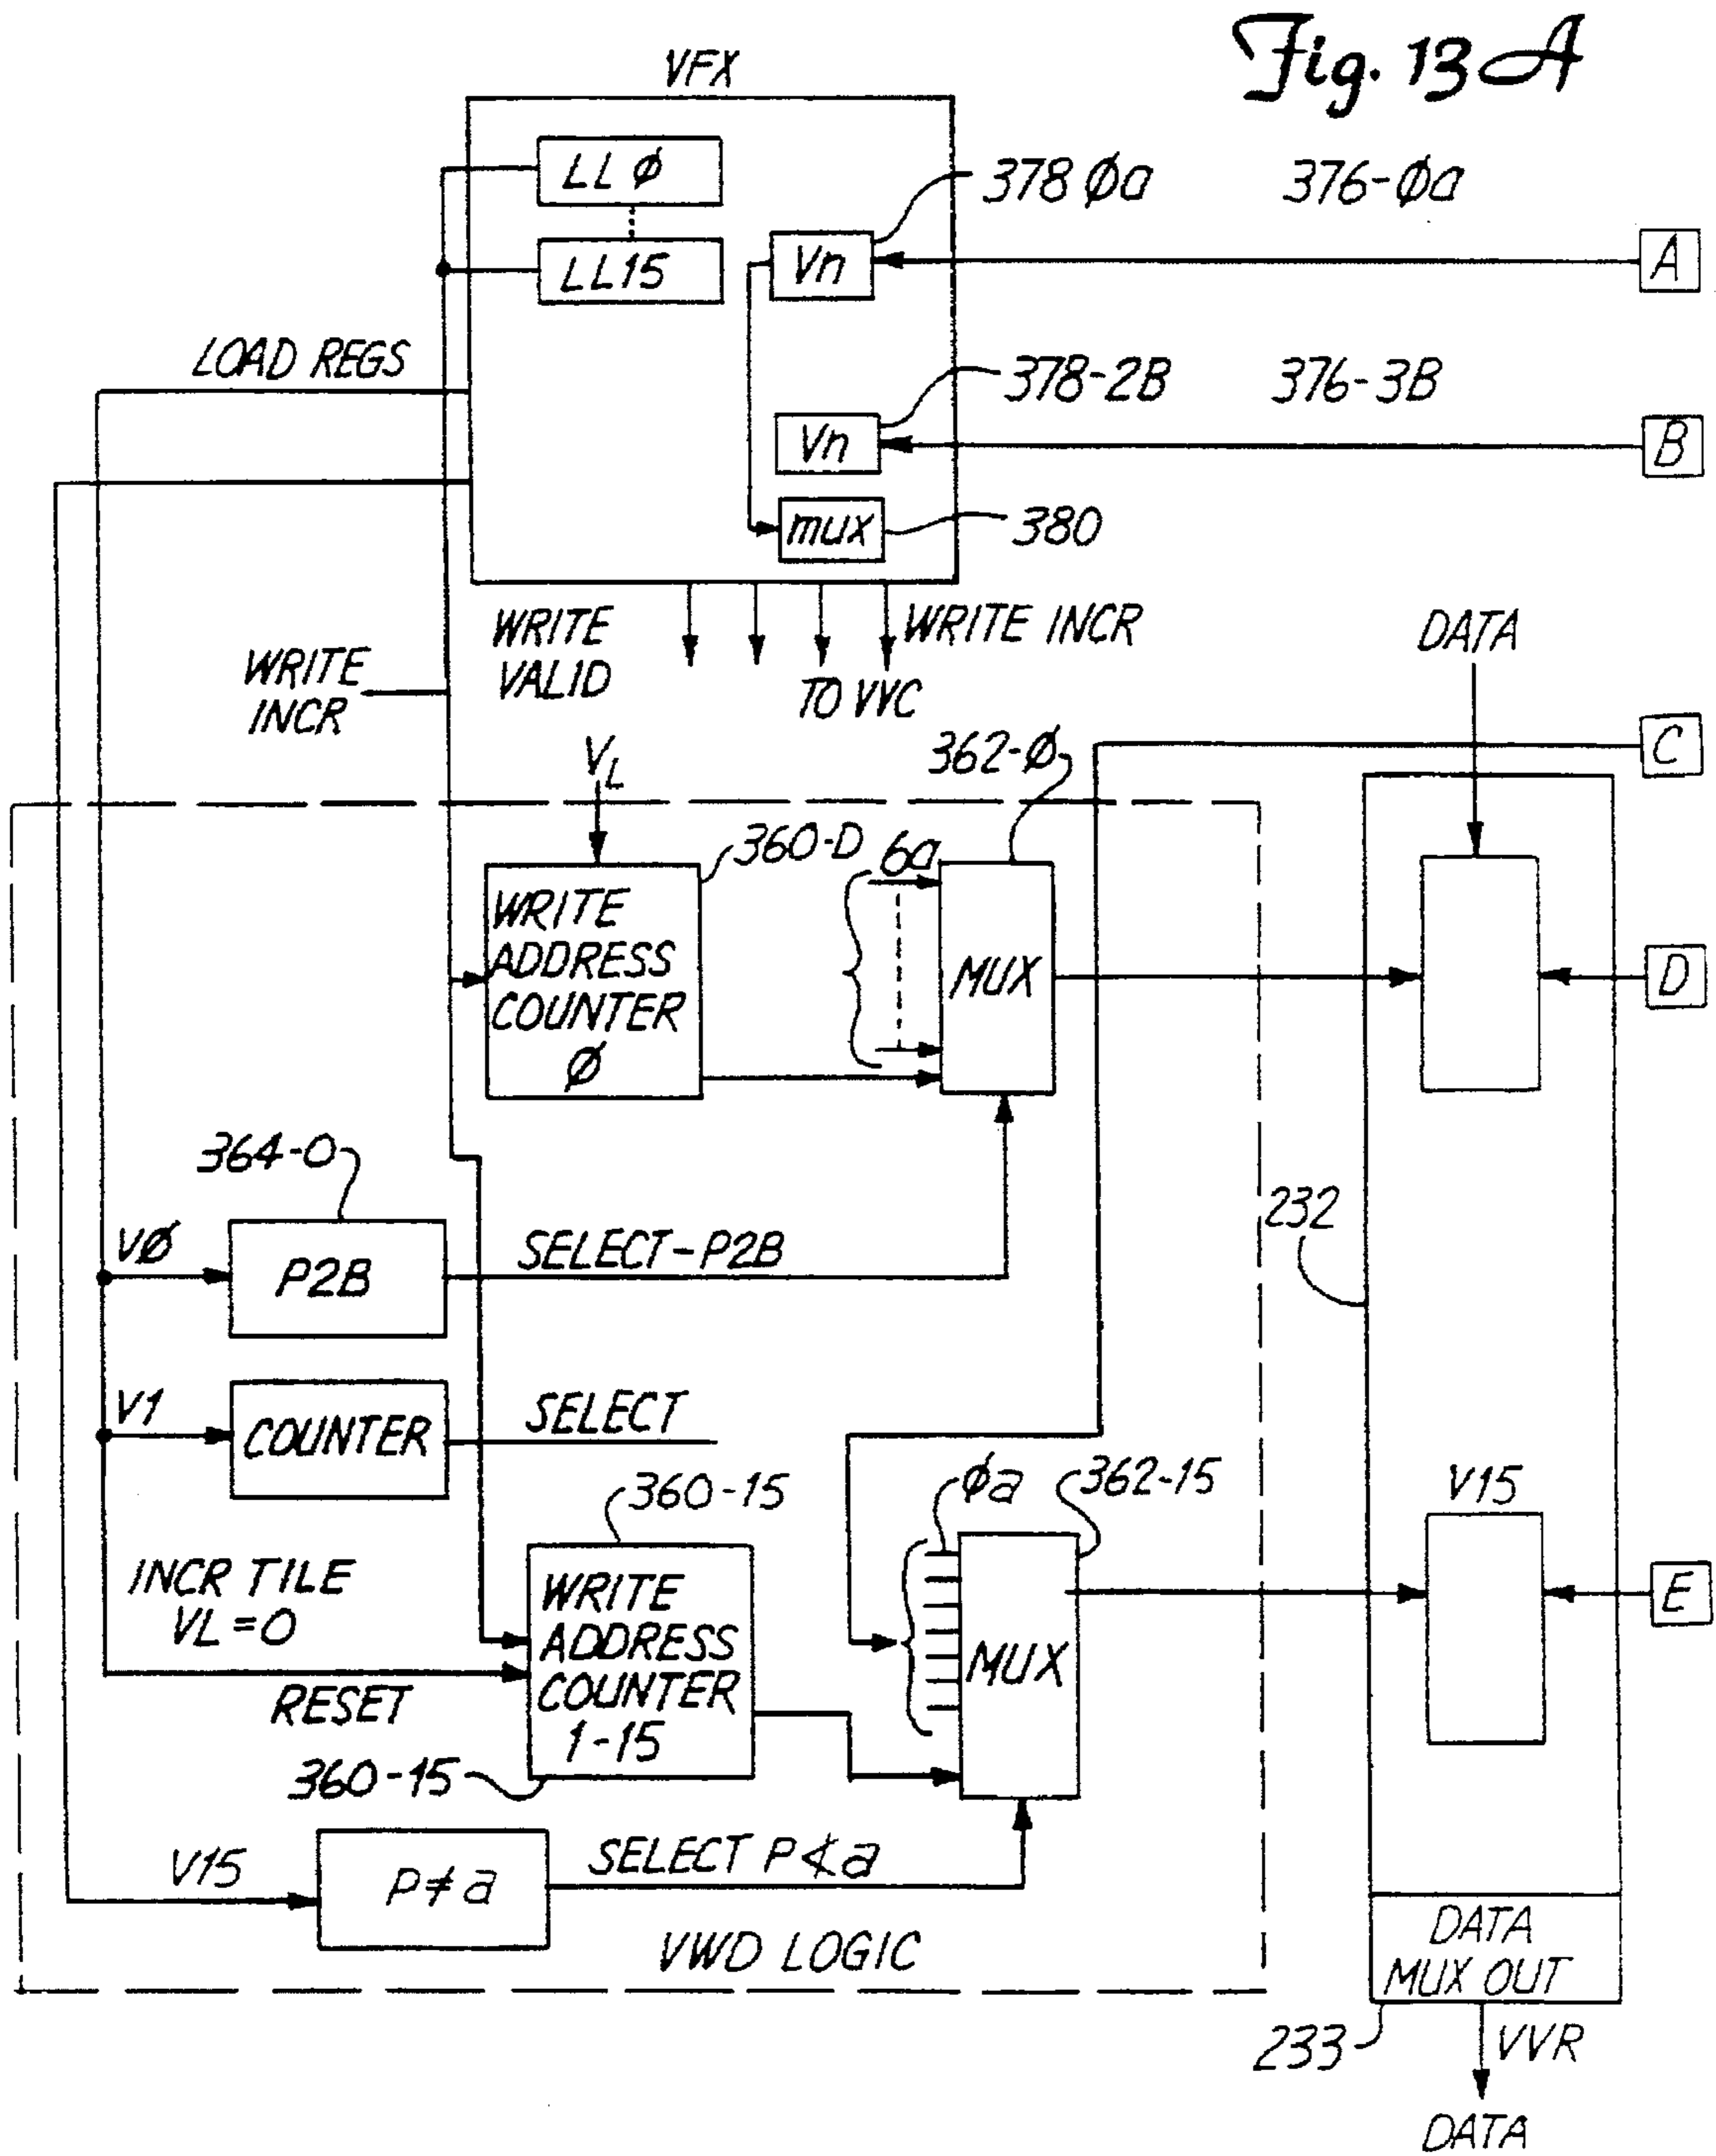 Fig. 13A
VFX
LL Ø
LL15
Vn
378 Øa
376-Øa
A
LOAD REGS
Vn
378-2B
376-3B
B
mux
380
WRITE
VALID
WRITE INCR
TO VVC
WRITE
INCR
DATA
C
VL
362-Ø
360-D
6a
WRITE
ADDRESS
COUNTER
Ø
MUX
D
364-0
VØ
P2B
SELECT-P2B
232
V1
COUNTER
SELECT
360-15
Øa
362-15
V15
INCR TILE
VL=0
RESET
WRITE
ADDRESS
COUNTER
1-15
MUX
E
360-15
V15
P≠a
SELECT P∢a
VWD LOGIC
DATA
MUX OUT
233
VVR
DATA